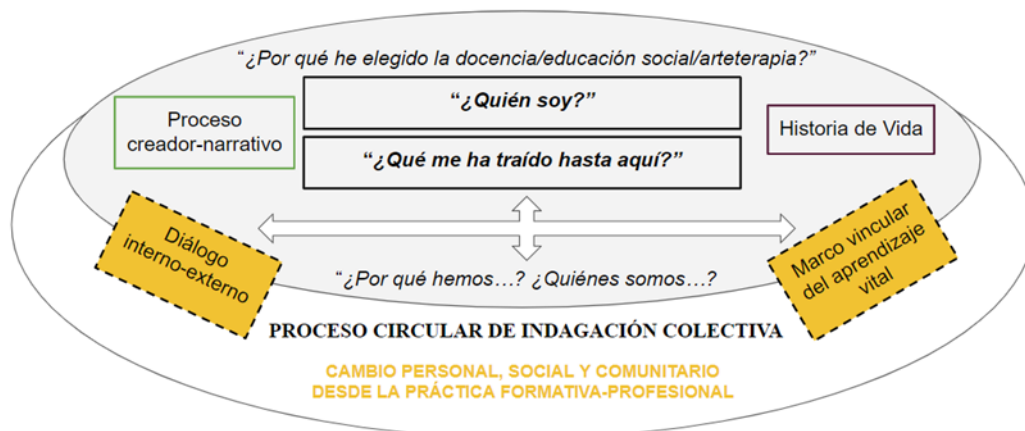 “¿Por qué he elegido la docencia/educación social/arteterapia?”
“¿Quién soy?”
Proceso
creador-narrativo
Historia de Vida
“¿Qué me ha traído hasta aquí?”
Diálogo
interno-externo
Marco vincular
del aprendizaje
vital
“¿Por qué hemos…? ¿Quiénes somos…?
PROCESO CIRCULAR DE INDAGACIÓN COLECTIVA
CAMBIO PERSONAL, SOCIAL Y COMUNITARIO
DESDE LA PRÁCTICA FORMATIVA-PROFESIONAL